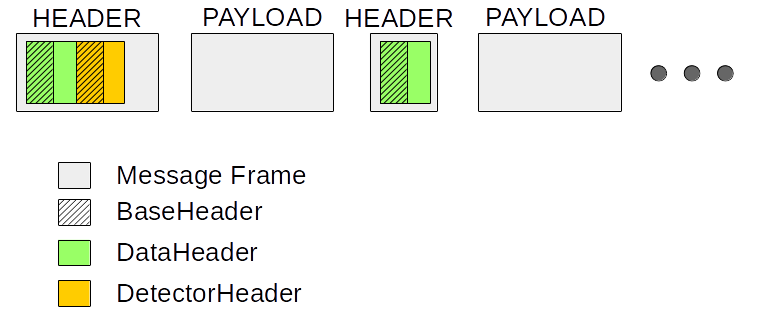 HEADER PAYLOAD HEADER PAYLOAD
Message Frame
BaseHeader
DataHeader
DetectorHeader